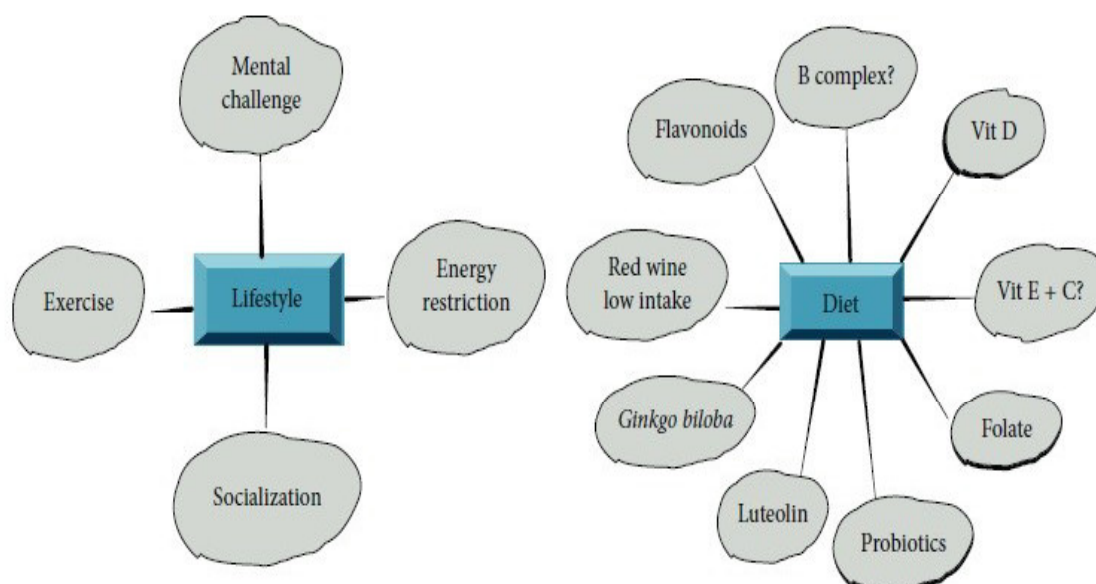 Mental
challenge
Exercise
Lifestyle
Energy
restriction
Socialization
B complex?
Flavonoids
Vit D
Red wine
low intake
Diet
Vit E + C?
Ginkgo biloba
Folate
Luteolin
Probiotics